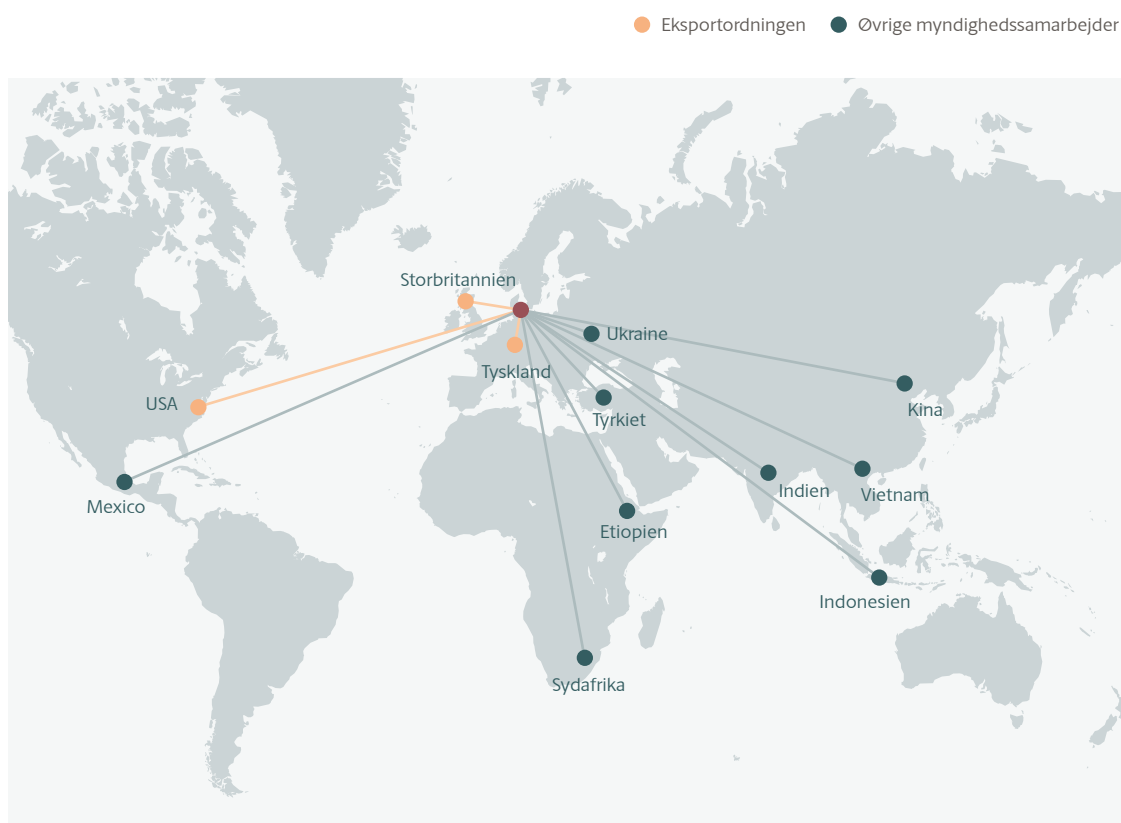 Eksportordningen
Øvrige myndighedssamarbejder
Storbritannien
Ukraine
Tyskland
USA
Kina
Tyrkiet
Indien
Vietnam
Mexico
Etiopien
Indonesien
Sydafrika